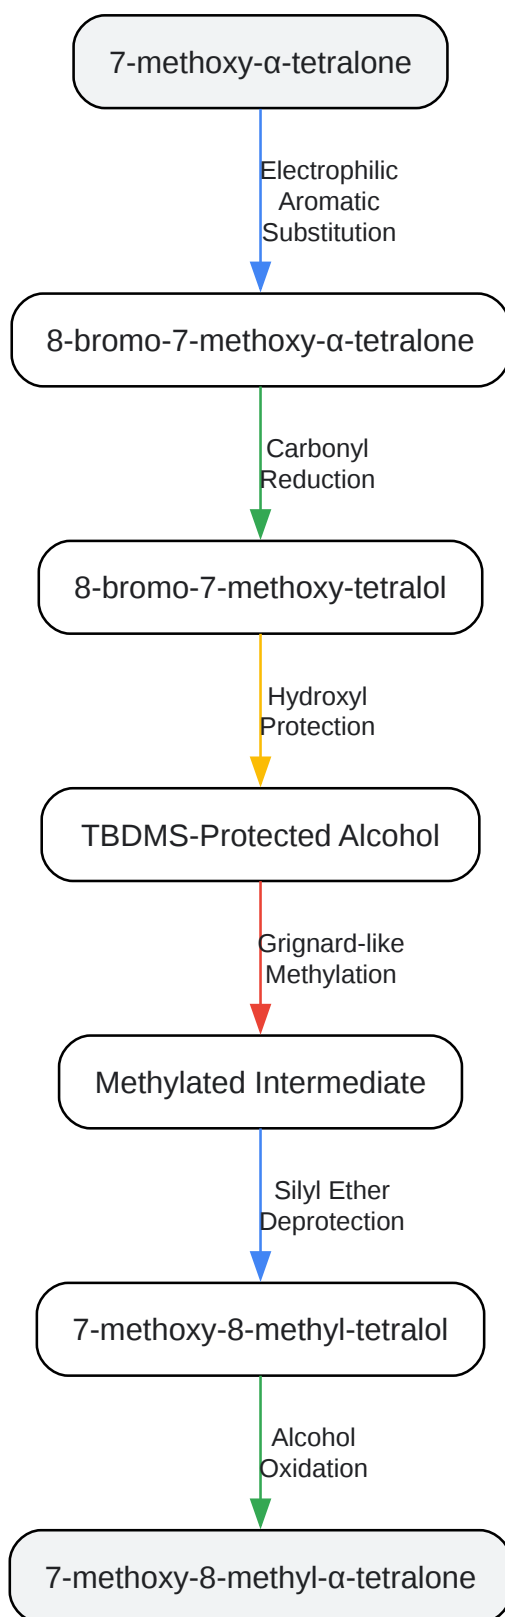 7-methoxy-α-tetralone
Electrophilic
Aromatic
Substitution
8-bromo-7-methoxy-α-tetralone
Carbonyl
Reduction
8-bromo-7-methoxy-tetralol
Hydroxyl
Protection
TBDMS-Protected Alcohol
Grignard-like
Methylation
Methylated Intermediate
Silyl Ether
Deprotection
7-methoxy-8-methyl-tetralol
Alcohol
Oxidation
7-methoxy-8-methyl-α-tetralone